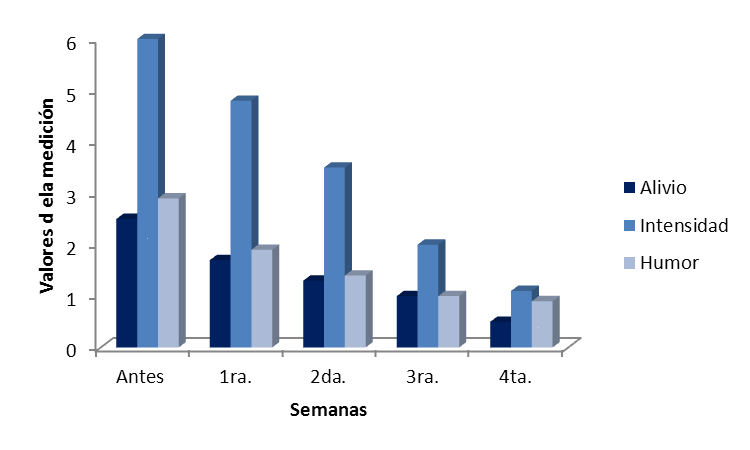 6
5
4
3
2
1
0
Valores d ela medición
Antes 1ra. 2da. 3ra. 4ta.
Semanas
Alivio
Intensidad
Humor